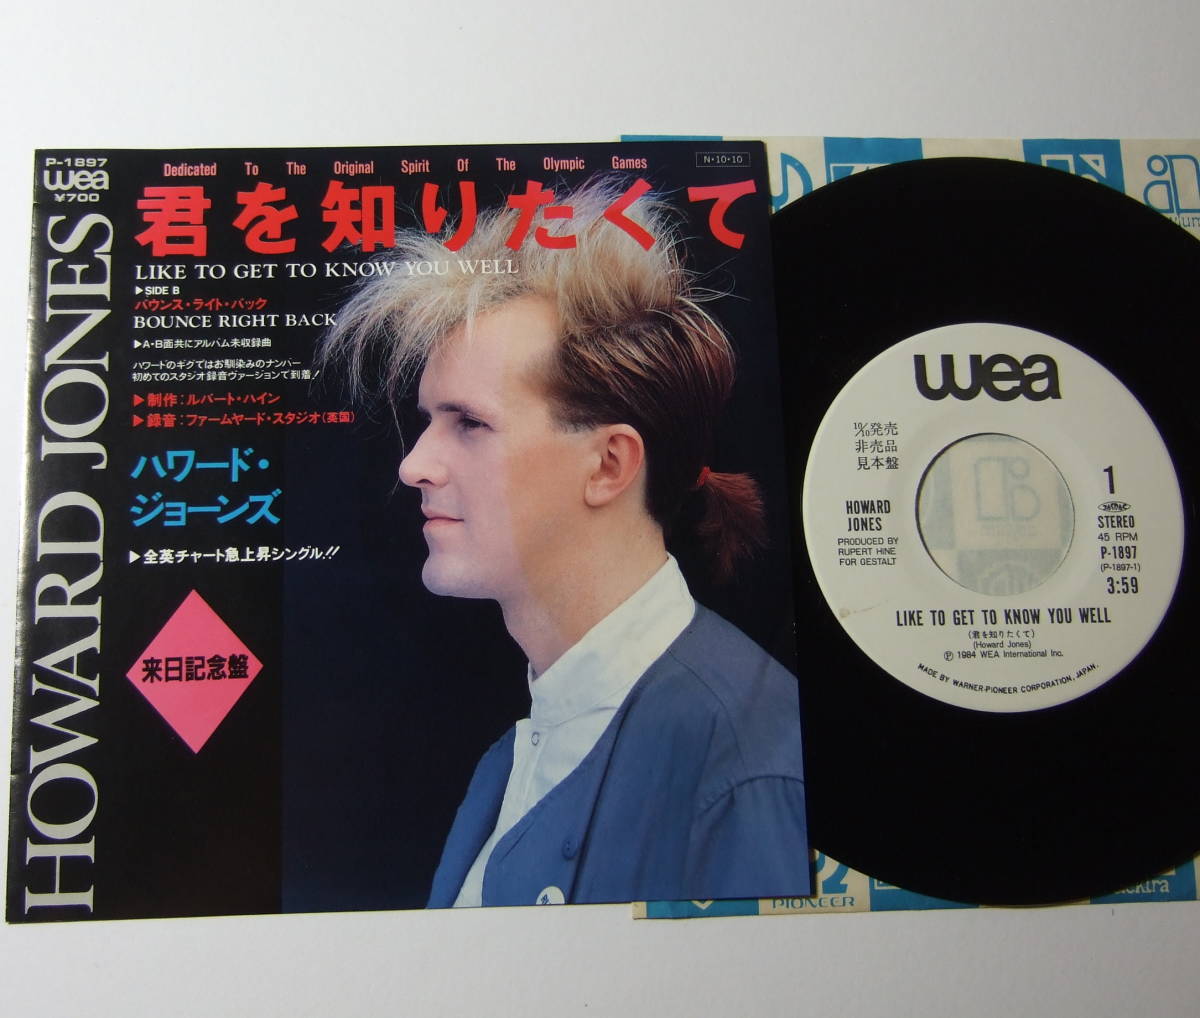 P-1897
wea
¥700
HOWARD JONES
Dedicated To The Original Spirit Of The Olympic Games
N・10・10
君を知りたくて
LIKE TO GET TO KNOW YOU WELL
▶SIDE B
バウンス・ライト・バック
BOUNCE RIGHT BACK
▶A・B面共にアルバム未収録曲
ハワードのギグではお馴染みのナンバー
初めてのスタジオ録音ヴァージョンで到着!
▶制作:ルパート・ハイン
▶録音:ファームヤード・スタジオ(英国)
ハワード・
ジョーンズ
▶全英チャート急上昇シングル!!
来日記念盤
wea
10/10発売
非売品
見本盤
HOWARD
JONES
PRODUCED BY
RUPERT HINE
FOR GESTALT
1
STEREO
45 RPM
P-1897
(P-1897-1)
3:59
LIKE TO GET TO KNOW YOU WELL
(君を知りたくて)
(Howard Jones)
℗ 1984 WEA International Inc.
MADE BY WARNER-PIONEER CORPORATION, JAPAN.
PIONEER